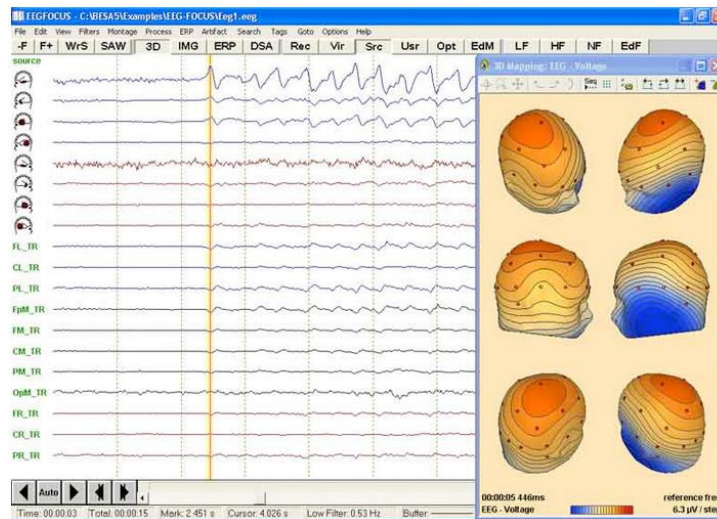 EEGFOCUS - C:\BESA5\Examples\EEG-FOCUS\Eeg1.eeg
File Edit View Filters Montage Process ERP Artifact Search Tags Goto Options Help
-F F+ WrS SAW 3D IMG ERP DSA Rec Vir Src Usr Opt EdM LF HF NF EdF
source
3D Mapping: EEG - Voltage
Seq
FL_TR
CL_TR
PL_TR
FpM_TR
FM_TR
CM_TR
PM_TR
OpM_TR
FR_TR
CR_TR
PR_TR
00:00:05 446ms
reference free
EEG - Voltage
6.3 µV / step
Auto
Time: 00:00:03 Total: 00:00:15 Mark: 2.451 s Cursor: 4.026 s Low Filter: 0.53 Hz Buffer: